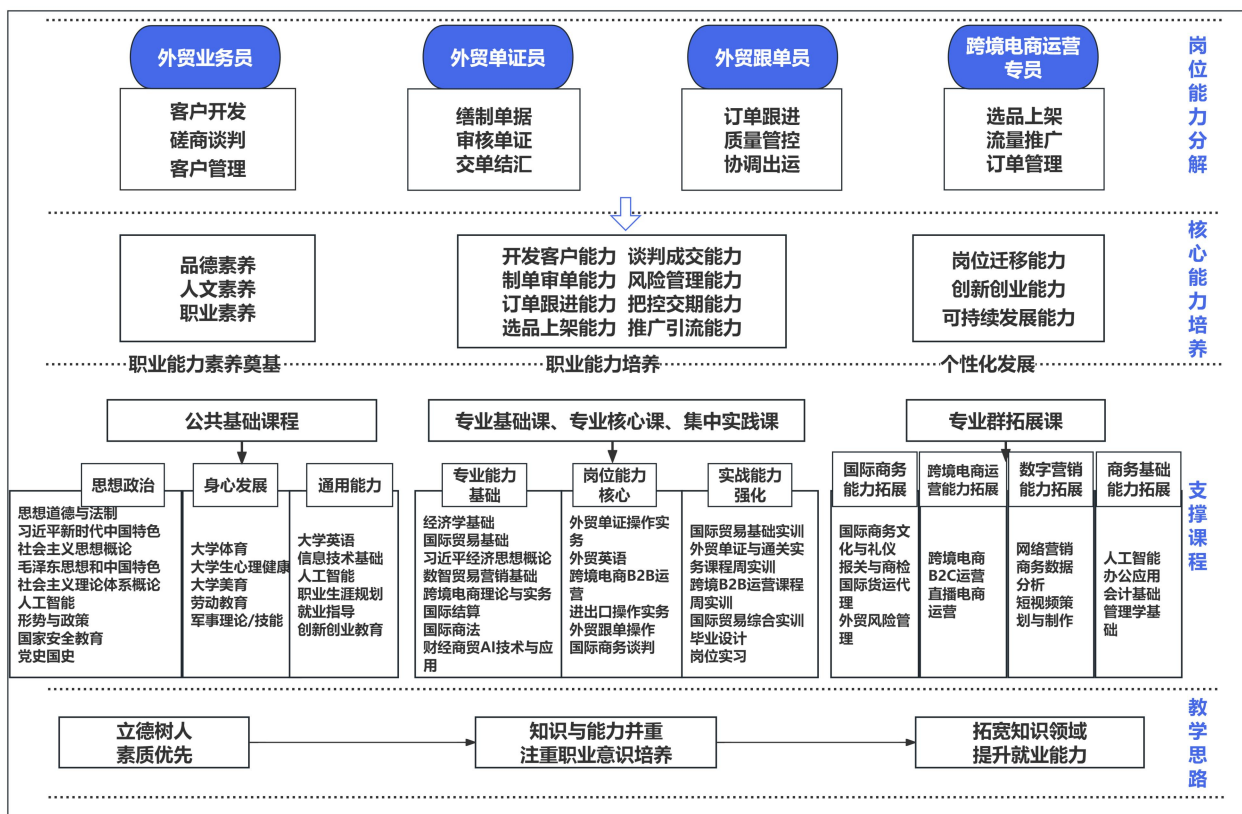 外贸业务员
客户开发
磋商谈判
客户管理
外贸单证员
缮制单据
审核单证
交单结汇
外贸跟单员
订单跟进
质量管控
协调出运
跨境电商运营
专员
选品上架
流量推广
订单管理
岗位能力分解
品德素养
人文素养
职业素养
开发客户能力 谈判成交能力
制单审单能力 风险管理能力
订单跟进能力 把控交期能力
选品上架能力 推广引流能力
岗位迁移能力
创新创业能力
可持续发展能力
核心能力培养
职业能力素养奠基
职业能力培养
个性化发展
公共基础课程
思想政治
思想道德与法制
习近平新时代中国特色
社会主义思想概论
毛泽东思想和中国特色
社会主义理论体系概论
人工智能
形势与政策
国家安全教育
党史国史
身心发展
大学体育
大学生心理健康
大学美育
劳动教育
军事理论/技能
通用能力
大学英语
信息技术基础
人工智能
职业生涯规划
就业指导
创新创业教育
专业基础课、专业核心课、集中实践课
专业能力
基础
经济学基础
国际贸易基础
习近平经济思想概论
数智贸易营销基础
跨境电商理论与实务
国际结算
国际商法
财经商贸AI技术与应
用
岗位能力
核心
外贸单证操作实
务
外贸英语
跨境电商B2B运
营
进出口操作实务
外贸跟单操作
国际商务谈判
实战能力
强化
国际贸易基础实训
外贸单证与通关实
务课程周实训
跨境B2B运营课程
周实训
国际贸易综合实训
毕业设计
岗位实习
专业群拓展课
国际商务
能力拓展
国际商务文
化与礼仪
报关与商检
国际货运代
理
外贸风险管
理
跨境电商运
营能力拓展
跨境电商
B2C运营
直播电商
运营
数字营销
能力拓展
网络营销
商务数据
分析
短视频策
划与制作
商务基础
能力拓展
人工智能
办公应用
会计基础
管理学基
础
支撑课程
立德树人
素质优先
知识与能力并重
注重职业意识培养
拓宽知识领域
提升就业能力
教学思路